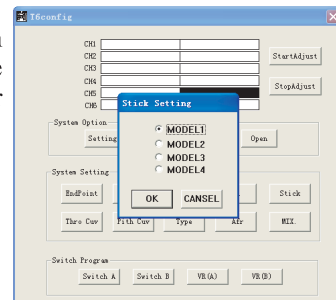 T6config
CH1
CH2
CH3
CH4
CH5
CH6
StartAdjust
StopAdjust
Stick Setting
MODEL1
MODEL2
MODEL3
MODEL4
OK CANSEL
System Option
Setting Open
System Setting
EndPoint Stick
Thro Cuv Pith Cuv Type Afr MIX.
Switch Program
Switch A Switch B VR(A) VR(B)